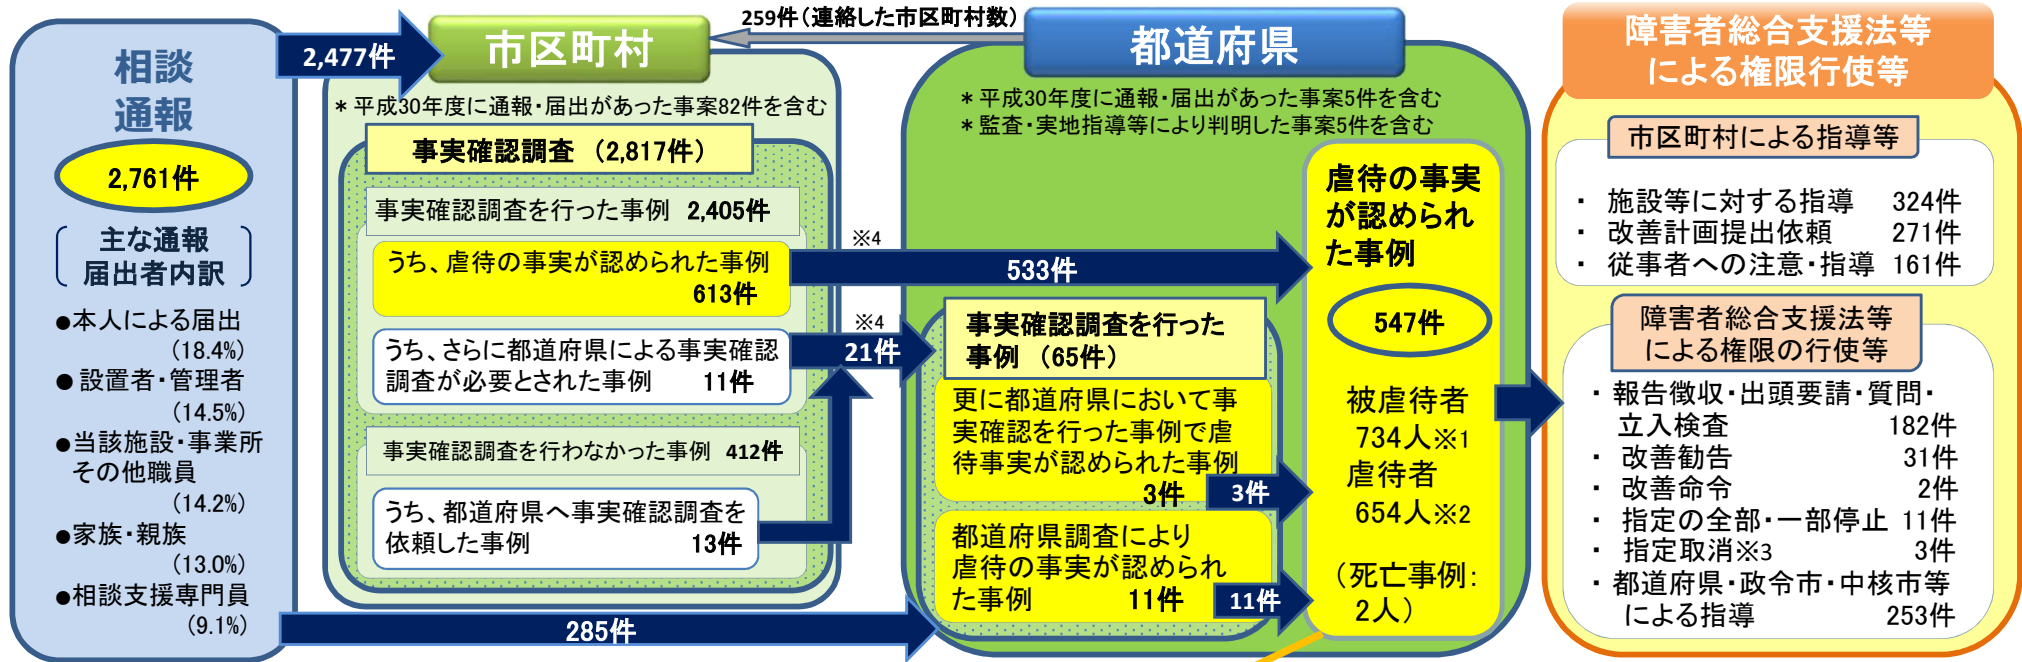 相談
通報
2,761件
主な通報
届出者内訳
●本人による届出
(18.4%)
●設置者・管理者
(14.5%)
●当該施設・事業所
その他職員
(14.2%)
●家族・親族
(13.0%)
●相談支援専門員
(9.1%)
2,477件
285件
市区町村
259件(連絡した市区町村数)
*平成30年度に通報・届出があった事案82件を含む
事実確認調査 (2,817件)
事実確認調査を行った事例 2,405件
うち、虐待の事実が認められた事例
613件
うち、さらに都道府県による事実確認
調査が必要とされた事例 11件
事実確認調査を行わなかった事例 412件
うち、都道府県へ事実確認調査を
依頼した事例 13件
※4
533件
※4
21件
都道府県
*平成30年度に通報・届出があった事案5件を含む
*監査・実地指導等により判明した事案5件を含む
事実確認調査を行った
事例 (65件)
更に都道府県において事
実確認を行った事例で虐
待事実が認められた事例
3件
3件
都道府県調査により
虐待の事実が認められ
た事例 11件
11件
虐待の事実
が認められ
た事例
547件
被虐待者
734人※1
虐待者
654人※2
(死亡事例:
2人)
障害者総合支援法等
による権限行使等
市区町村による指導等
・ 施設等に対する指導 324件
・ 改善計画提出依頼 271件
・ 従事者への注意・指導 161件
障害者総合支援法等
による権限の行使等
・報告徴収・出頭要請・質問・
立入検査 182件
・ 改善勧告 31件
・ 改善命令 2件
・ 指定の全部・一部停止 11件
・ 指定取消※3 3件
・都道府県・政令市・中核市等
による指導 253件